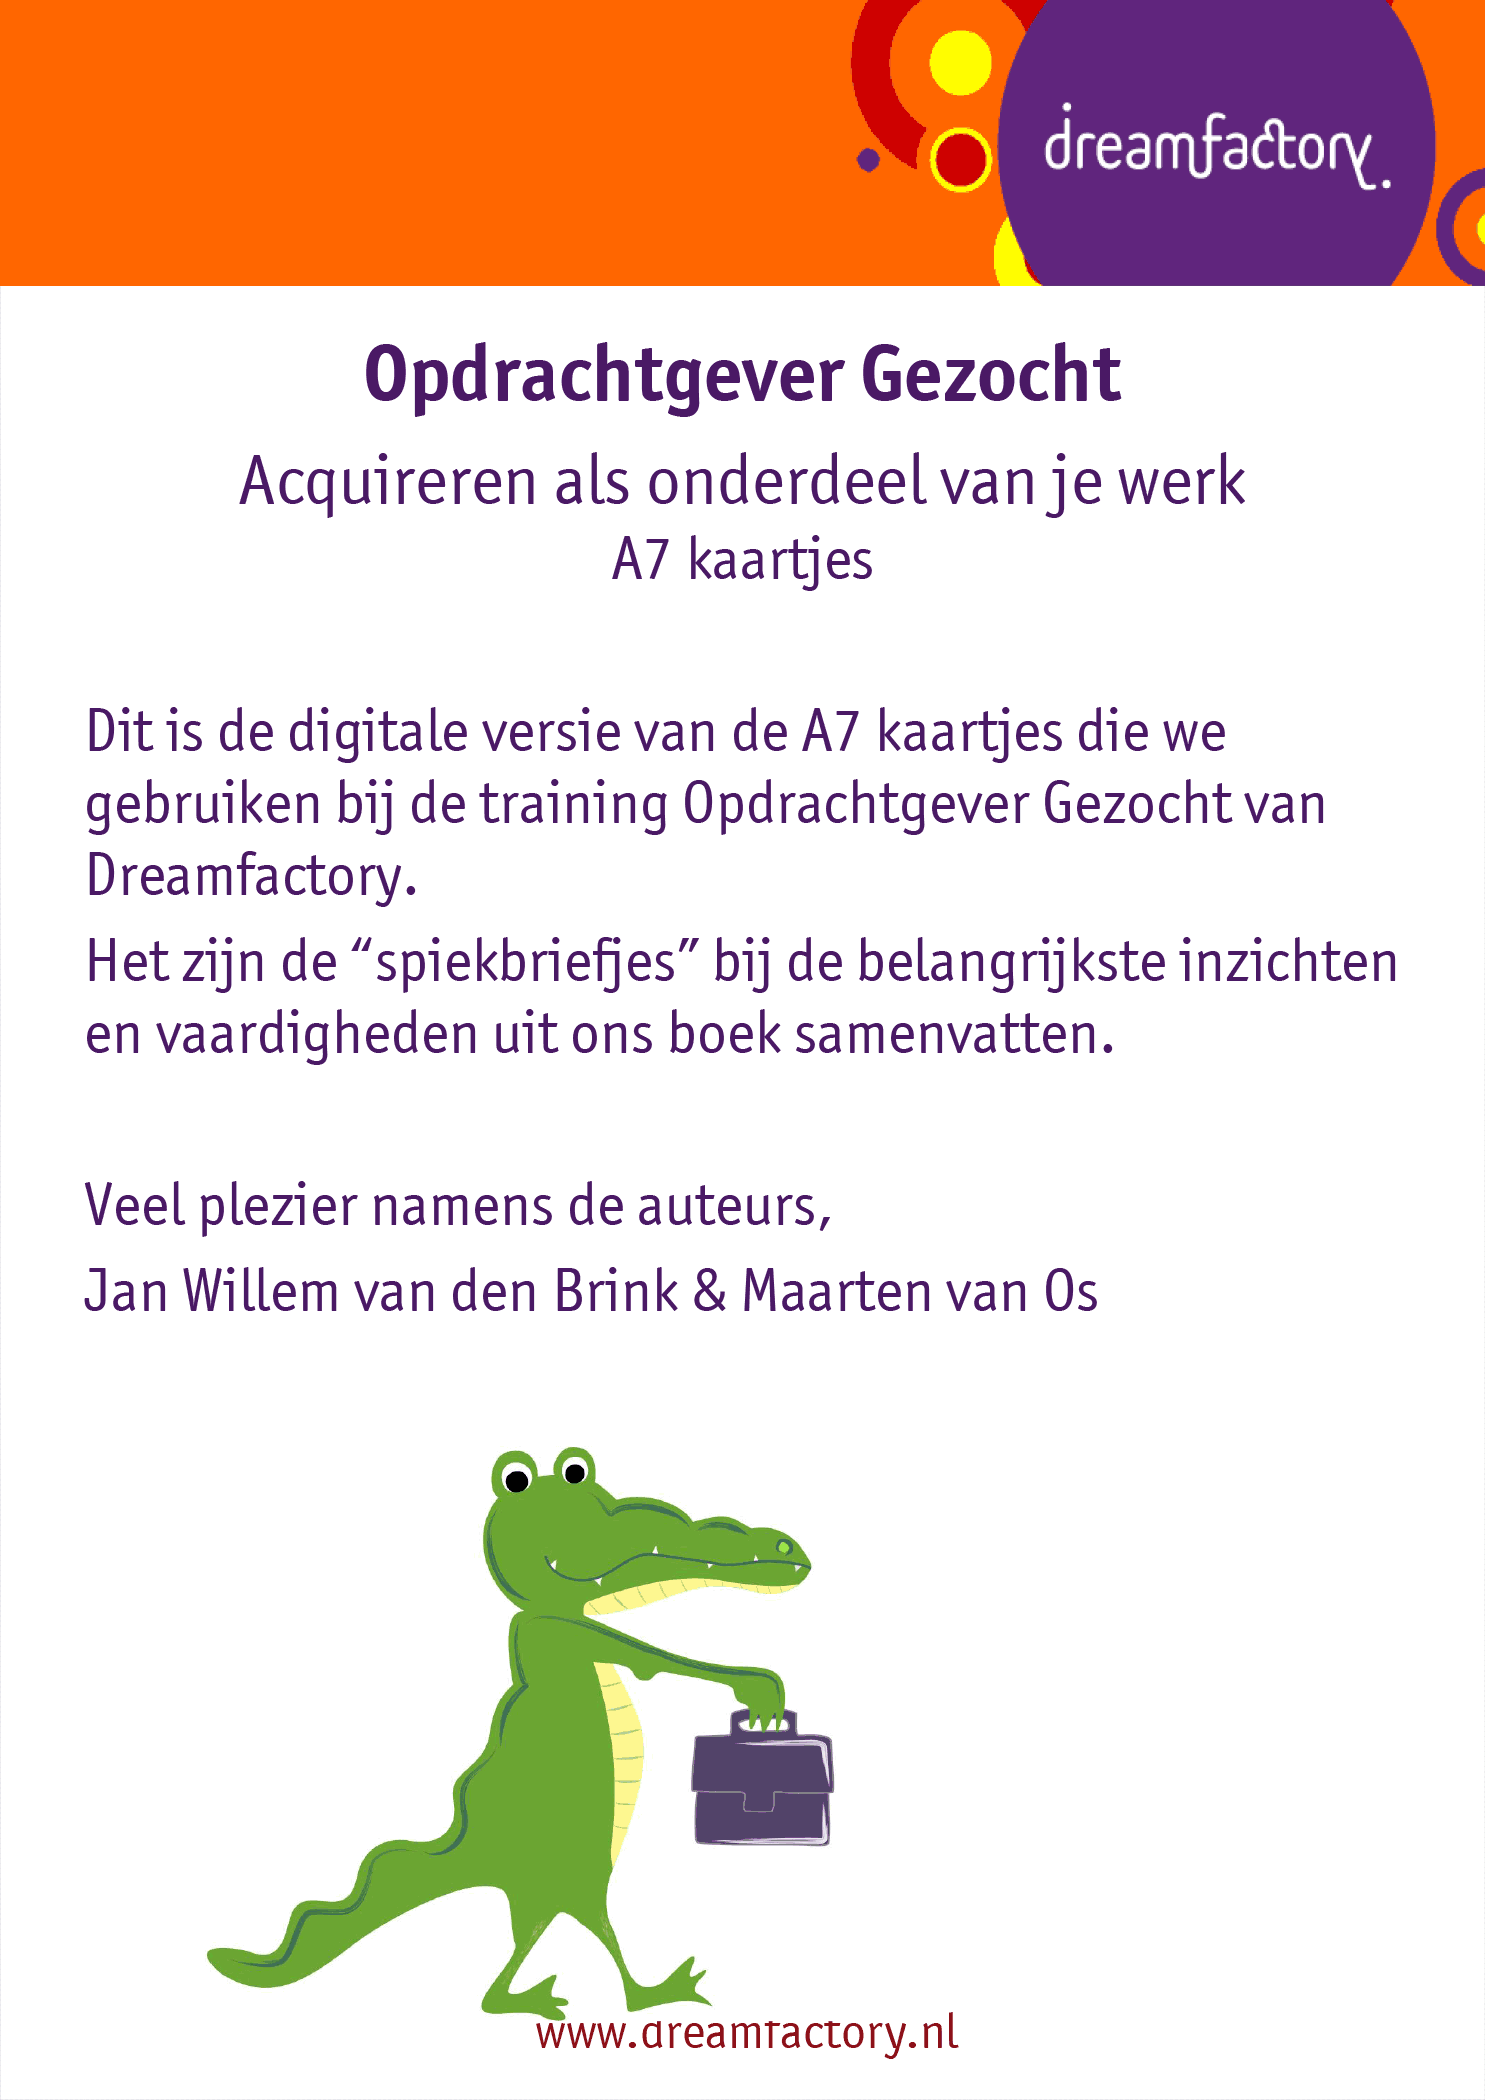 dreamfactory.
Opdrachtgever Gezocht
Acquireren als onderdeel van je werk
A7 kaartjes
Dit is de digitale versie van de A7 kaartjes die we
gebruiken bij de training Opdrachtgever Gezocht van
Dreamfactory.
Het zijn de “spiekbriefjes” bij de belangrijkste inzichten
en vaardigheden uit ons boek samenvatten.
Veel plezier namens de auteurs,
Jan Willem van den Brink & Maarten van Os
www.dreamfactory.nl